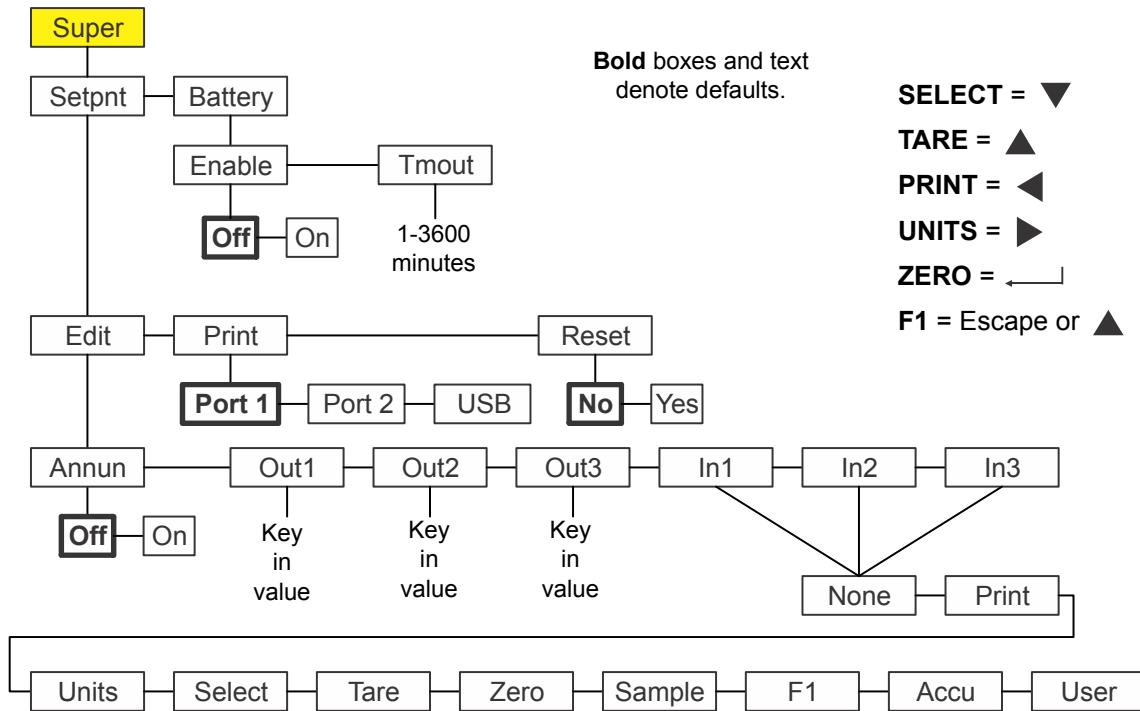 Super
Bold boxes and text
denote defaults.
Setpnt Battery
SELECT = ▼
TARE = ▲
Enable Tmout
PRINT = ◀
Off On
1-3600
minutes
UNITS = ▶
ZERO = ↵
Edit Print Reset
F1 = Escape or ▲
Port 1 Port 2 USB No Yes
Annun Out1 Out2 Out3 In1 In2 In3
Off On
Key
in
value
Key
in
value
Key
in
value
None Print
Units Select Tare Zero Sample F1 Accu User